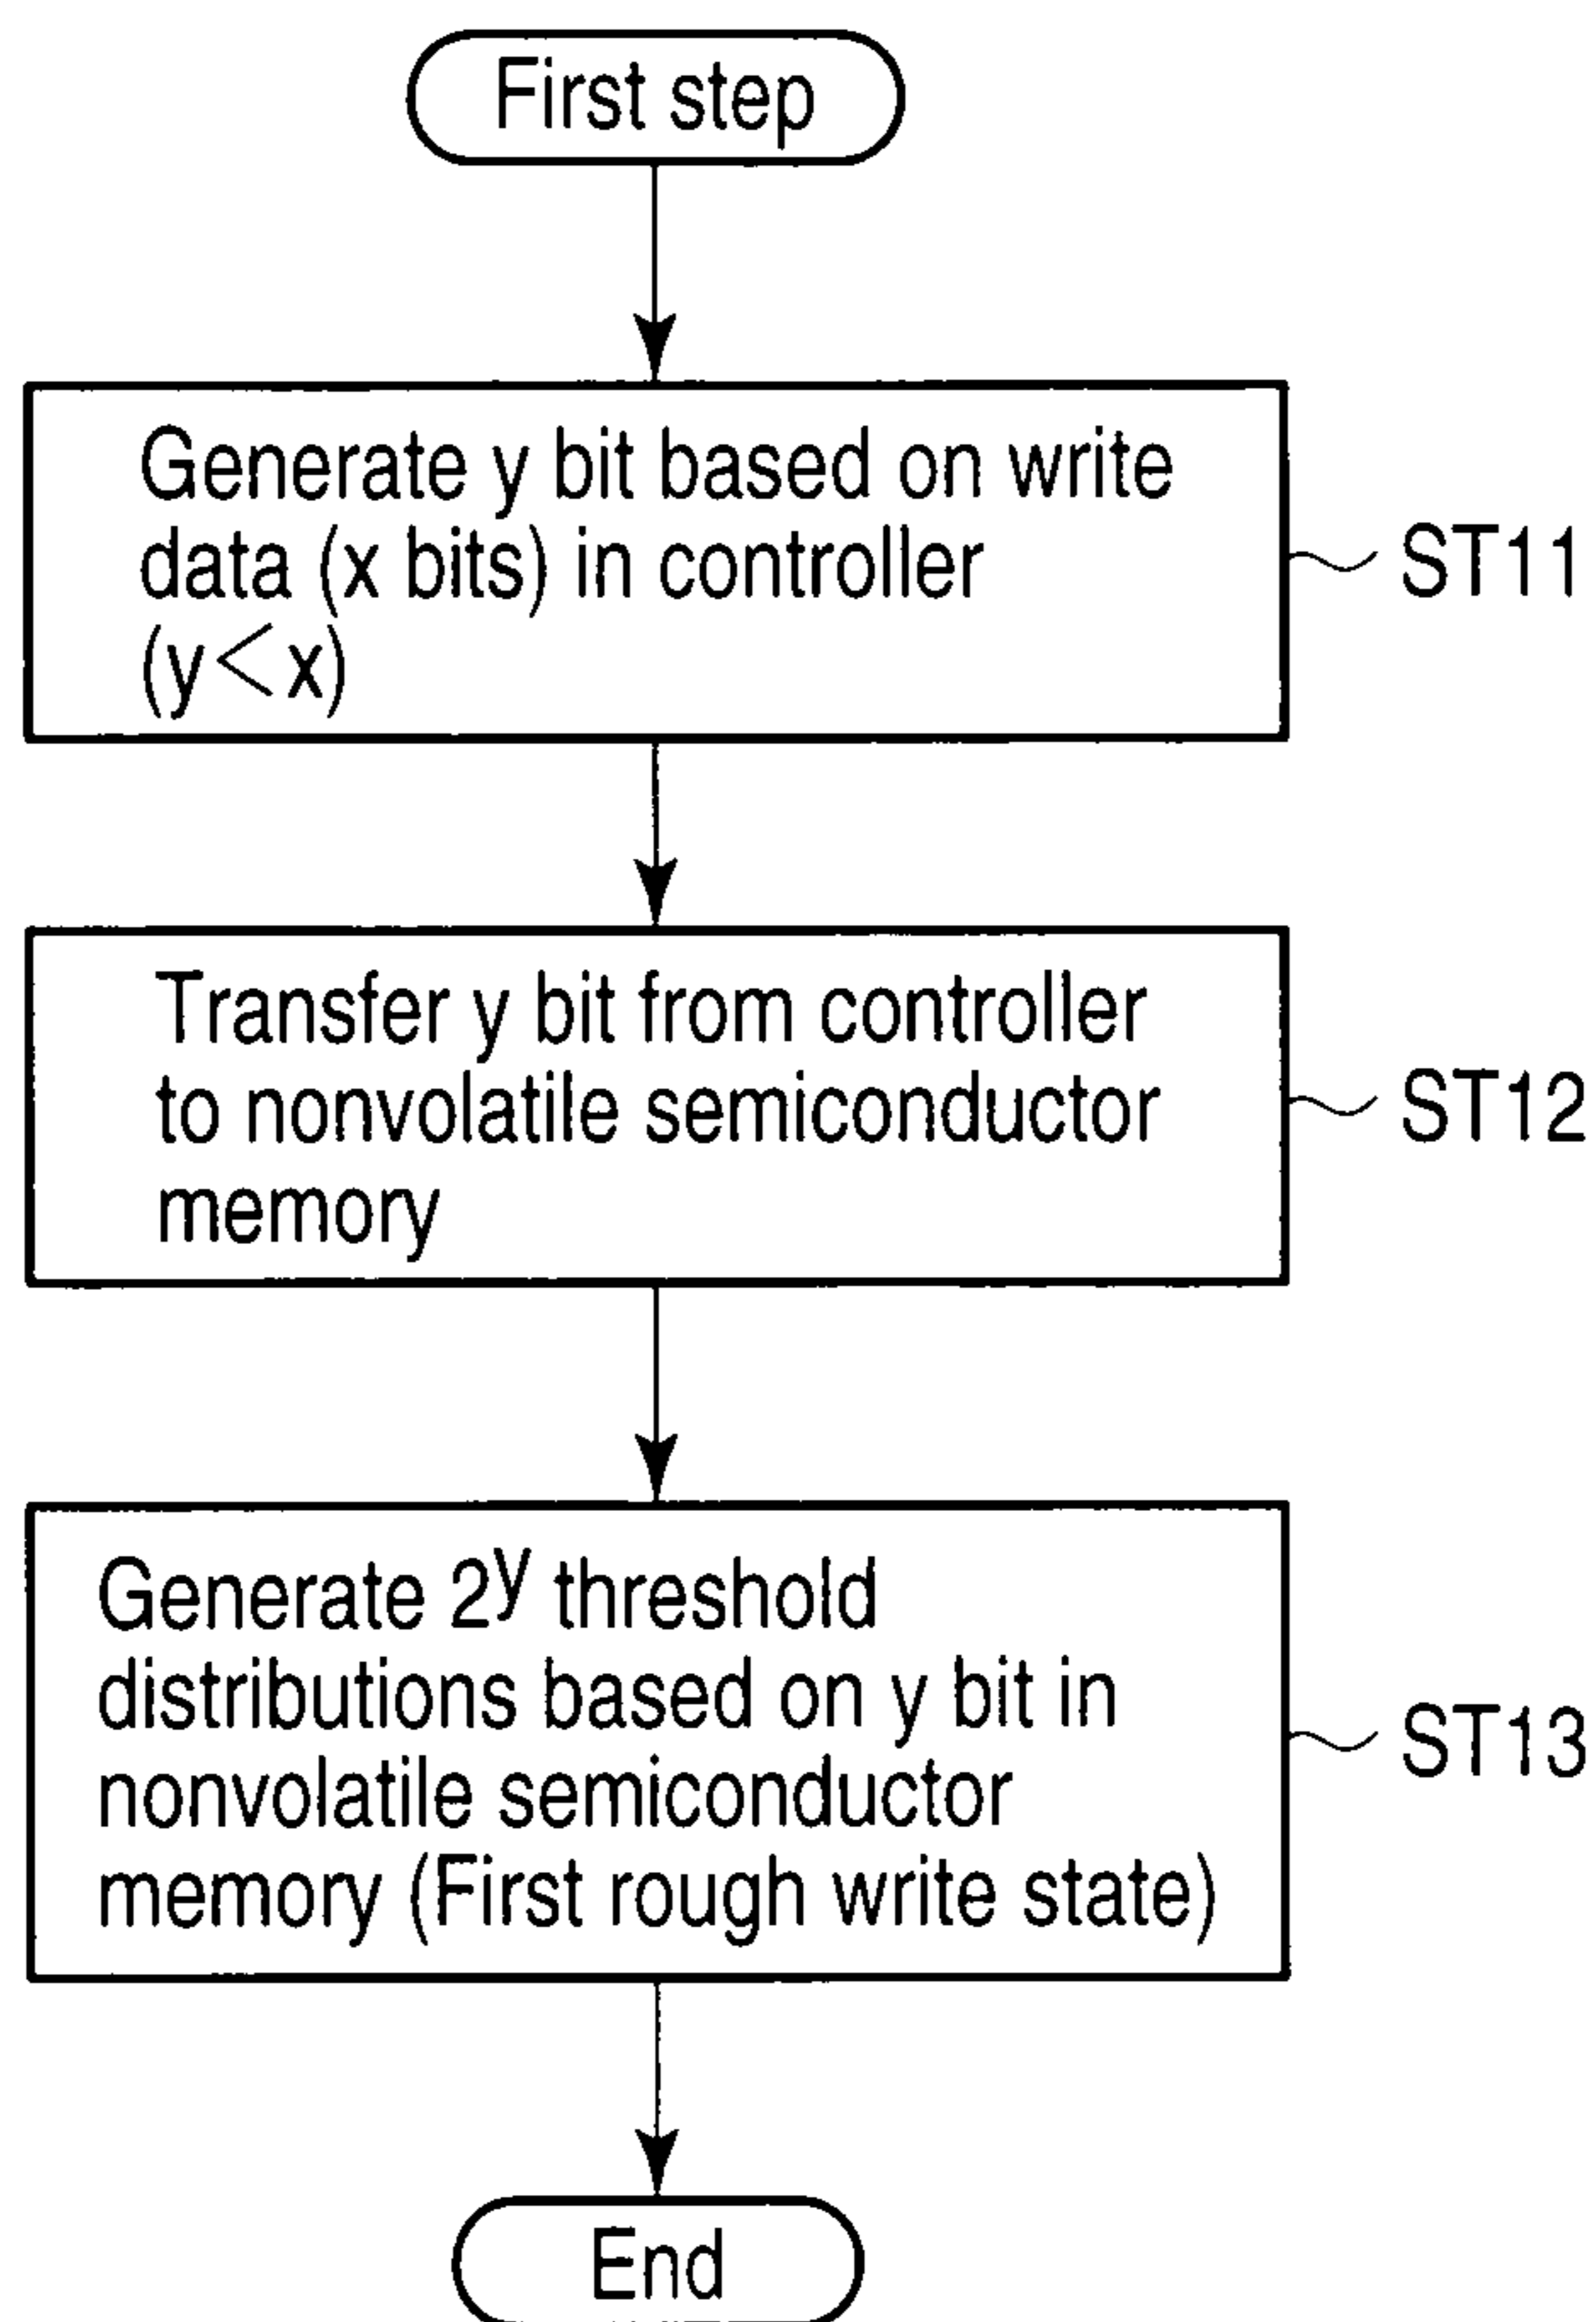 First step
Generate y bit based on write
data (x bits) in controller
(y<x)
ST11
Transfer y bit from controller
to nonvolatile semiconductor
memory
ST12
Generate 2^y threshold
distributions based on y bit in
nonvolatile semiconductor
memory (First rough write state)
ST13
End